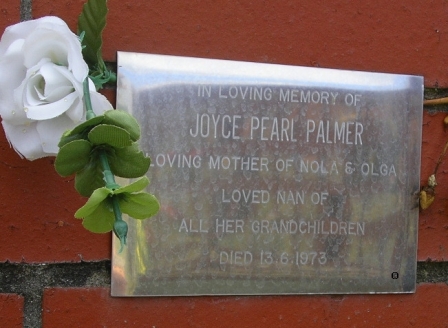 IN LOVING MEMORY OF
JOYCE PEARL PALMER
LOVING MOTHER OF NOLA & OLGA
LOVED NAN OF
ALL HER GRANDCHILDREN
DIED 13.6.1973